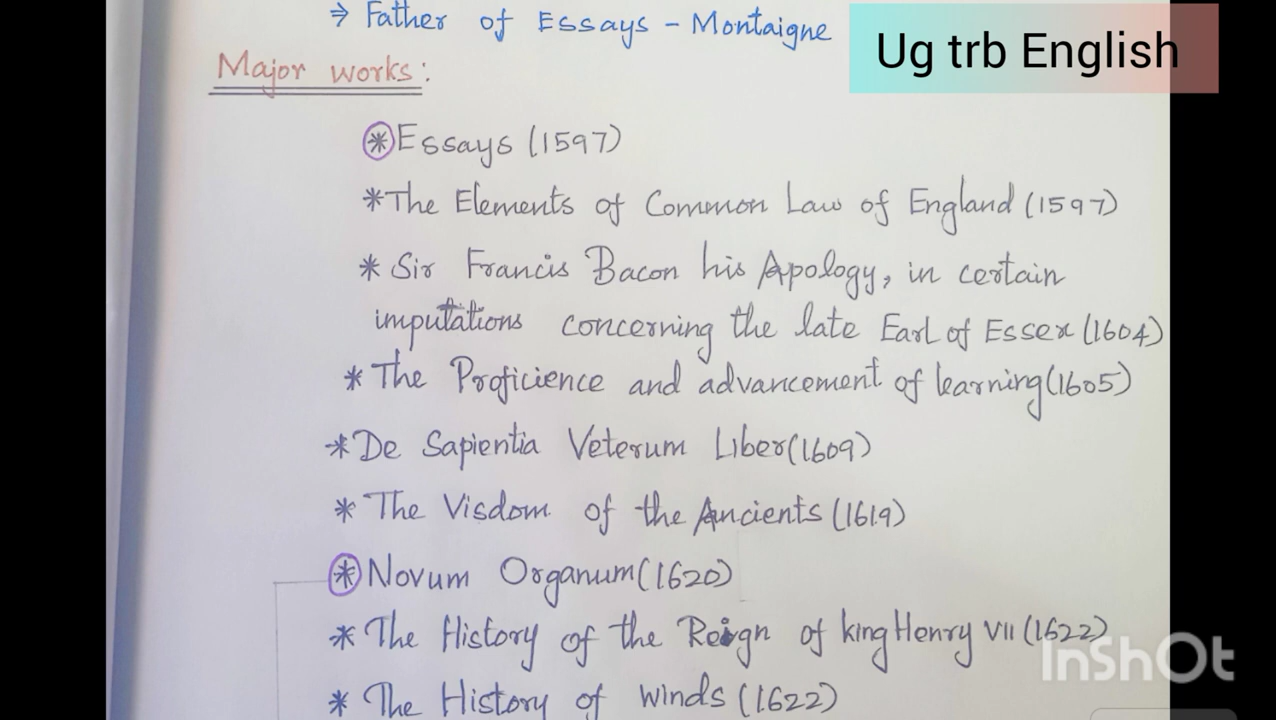 ⇒ Father of Essays - Montaigne
Ug trb English
Major works:
* Essays (1597)
* The Elements of Common Law of England (1597)
* Sir Francis Bacon his Apology, in certain
imputations concerning the late Earl of Essex (1604)
* The Proficience and advancement of learning (1605)
* De Sapientia Veterum Liber (1609)
* The Visdom of the Ancients (1619)
* Novum Organum (1620)
* The History of the Reign of king Henry VII (1622)
* The History of winds (1622)
InShOt